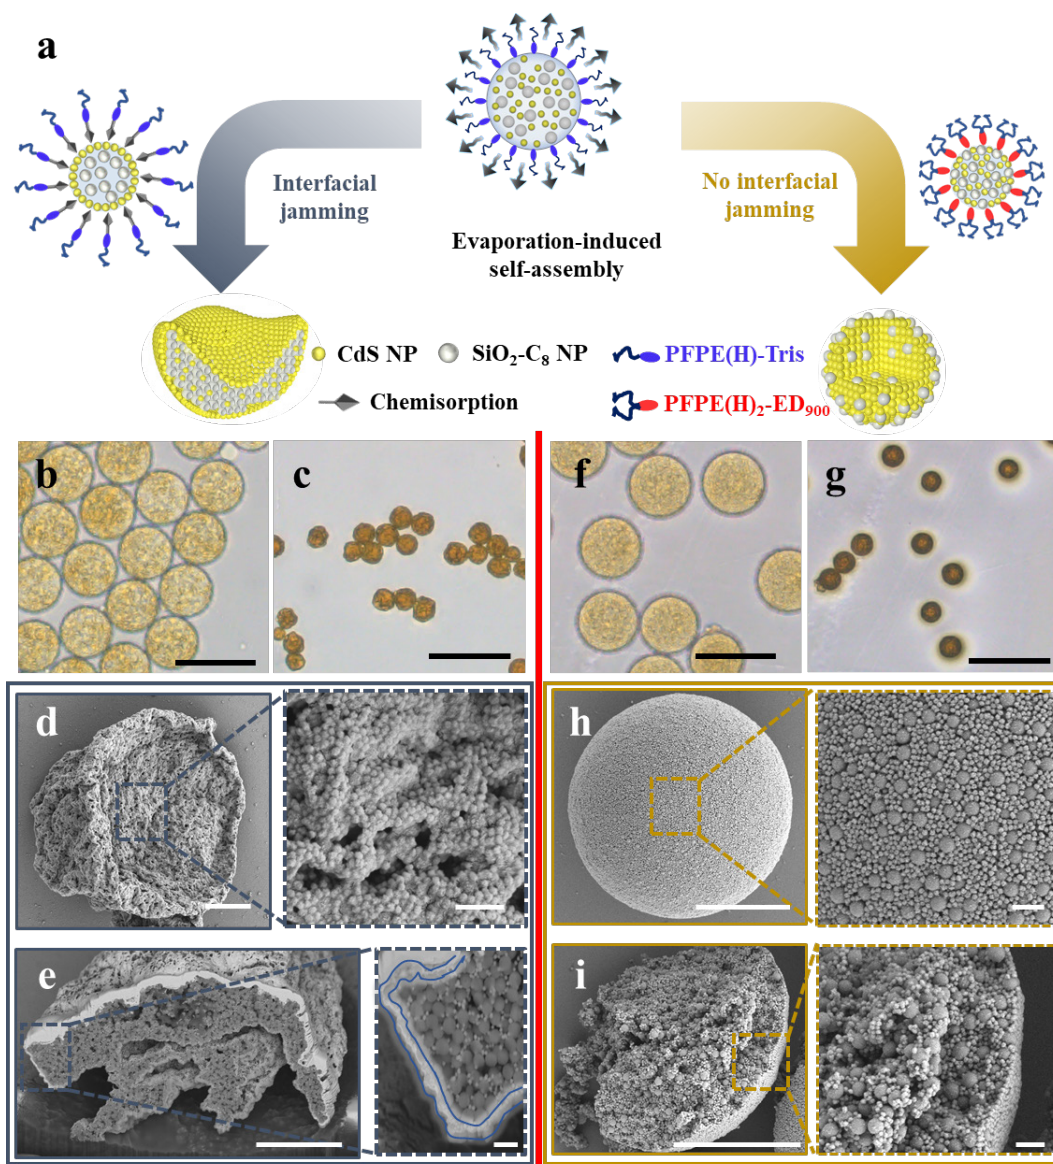 a
Interfacial
jamming
No interfacial
jamming
Evaporation-induced
self-assembly
CdS NP
SiO₂-C₈ NP
PFPE(H)-Tris
Chemisorption
PFPE(H)₂-ED₉₀₀
b
c
f
g
d
h
e
i